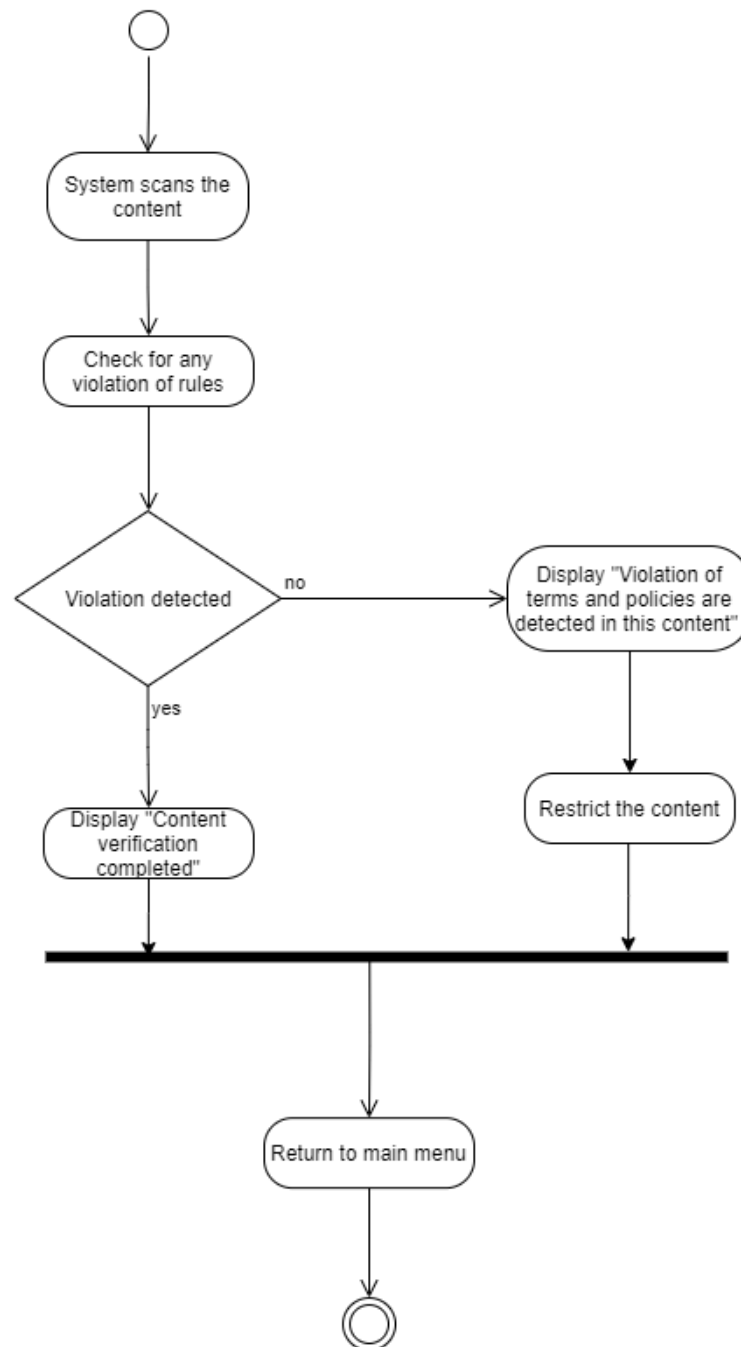 System scans the
content
Check for any
violation of rules
Violation detected
no
Display "Violation of
terms and policies are
detected in this content"
yes
Display "Content
verification
completed"
Restrict the content
Return to main menu